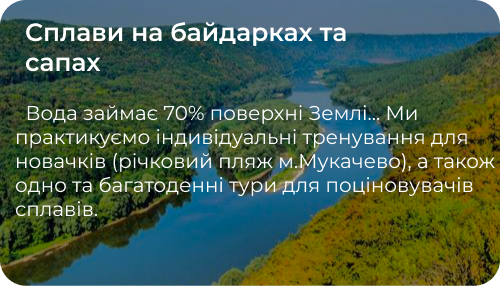 Сплави на байдарках та
сапах
Вода займає 70% поверхні Землі... Ми
практикуємо індивідуальні тренування для
новачків (річковий пляж м.Мукачево), а також
одно та багатоденні тури для поціновувачів
сплавів.